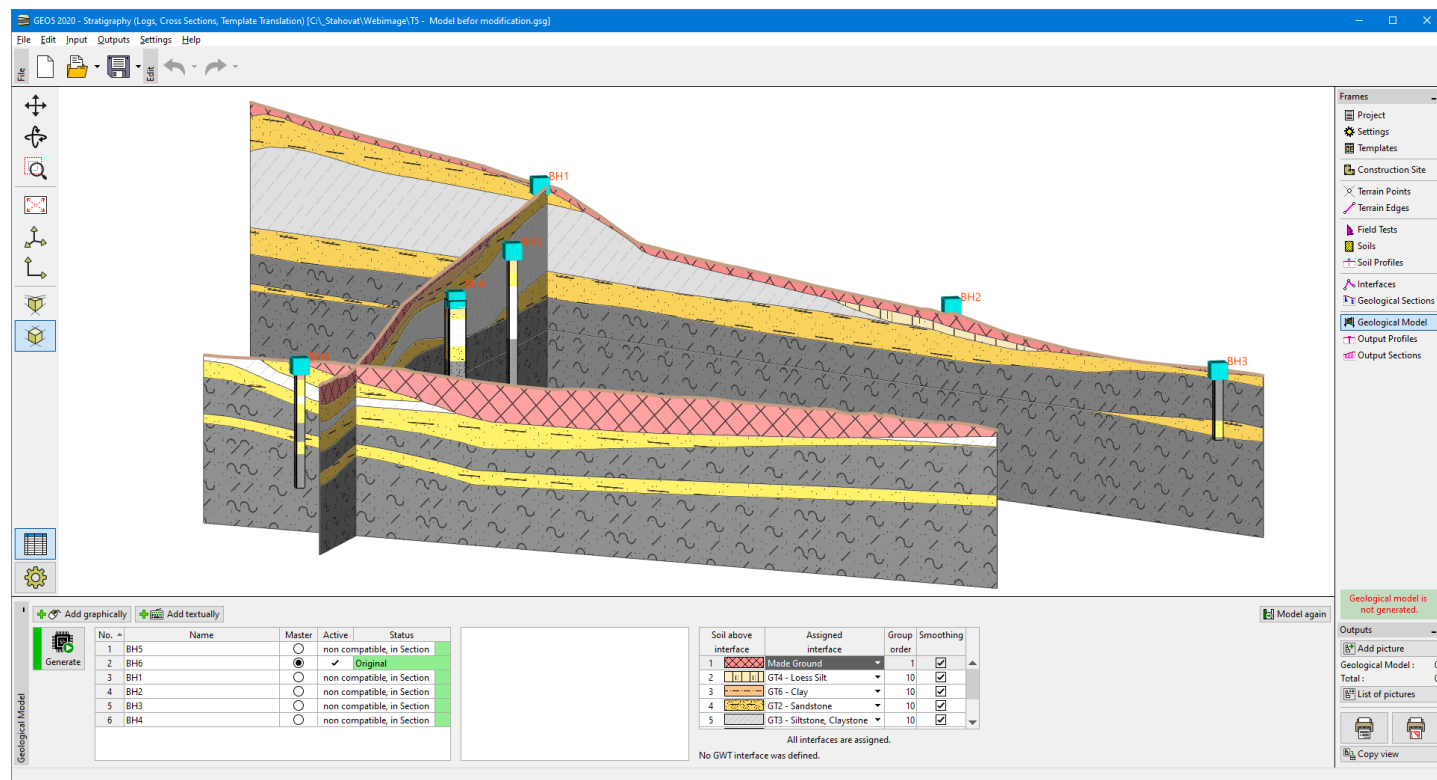 GEO5 2020 - Stratigraphy (Logs, Cross Sections, Template Translation) [C:\_Stahovat\Webimage\T5 - Model befor modification.gsg]
File Edit Input Outputs Settings Help
File
Edit
BH1
BH2
BH3
Frames
Project
Settings
Templates
Construction Site
Terrain Points
Terrain Edges
Field Tests
Soils
Soil Profiles
Interfaces
Geological Sections
Geological Model
Output Profiles
Output Sections
Geological model is
not generated.
Outputs
Add picture
Geological Model :
Total :
List of pictures
Copy view
Geological Model
Add graphically Add textually Model again
Generate
No. Name Master Active Status
1 BH5 non compatible, in Section
2 BH6 Original
3 BH1 non compatible, in Section
4 BH2 non compatible, in Section
5 BH3 non compatible, in Section
6 BH4 non compatible, in Section
Soil above Assigned Group Smoothing
interface interface order
1 Made Ground 1
2 GT4 - Loess Silt 10
3 GT6 - Clay 10
4 GT2 - Sandstone 10
5 GT3 - Siltstone, Claystone 10
All interfaces are assigned.
No GWT interface was defined.